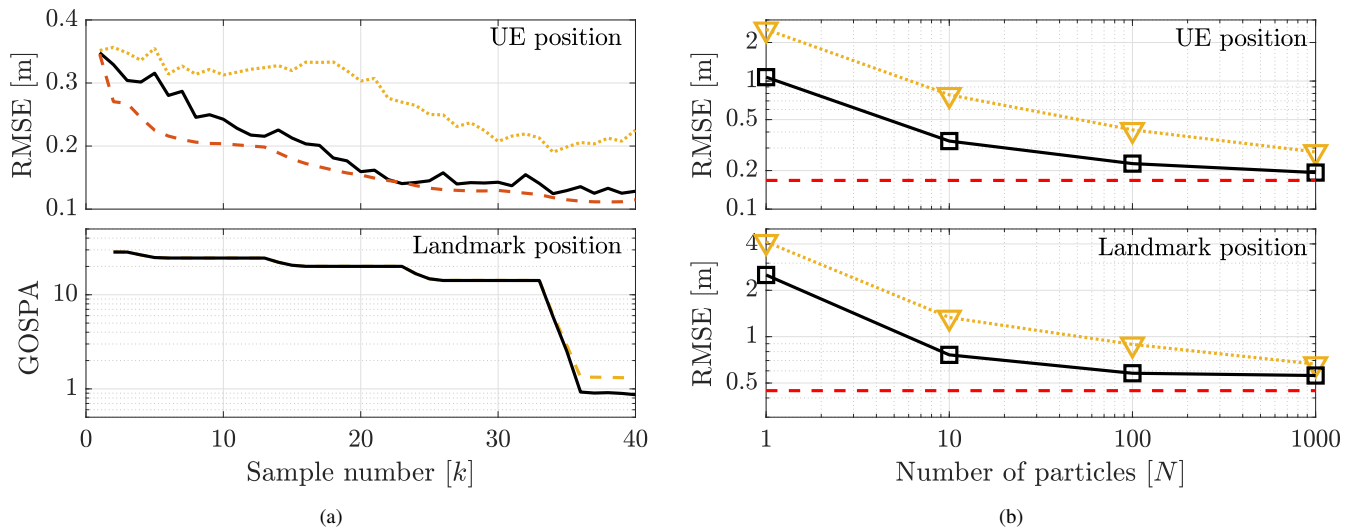 0.4
0.3
0.2
0.1
RMSE [m]
UE position
10
1
GOSPA
Landmark position
0
10
20
30
40
Sample number [k]
(a)
2
1
0.5
0.2
0.1
RMSE [m]
UE position
4
2
1
0.5
RMSE [m]
Landmark position
1
10
100
1000
Number of particles [N]
(b)